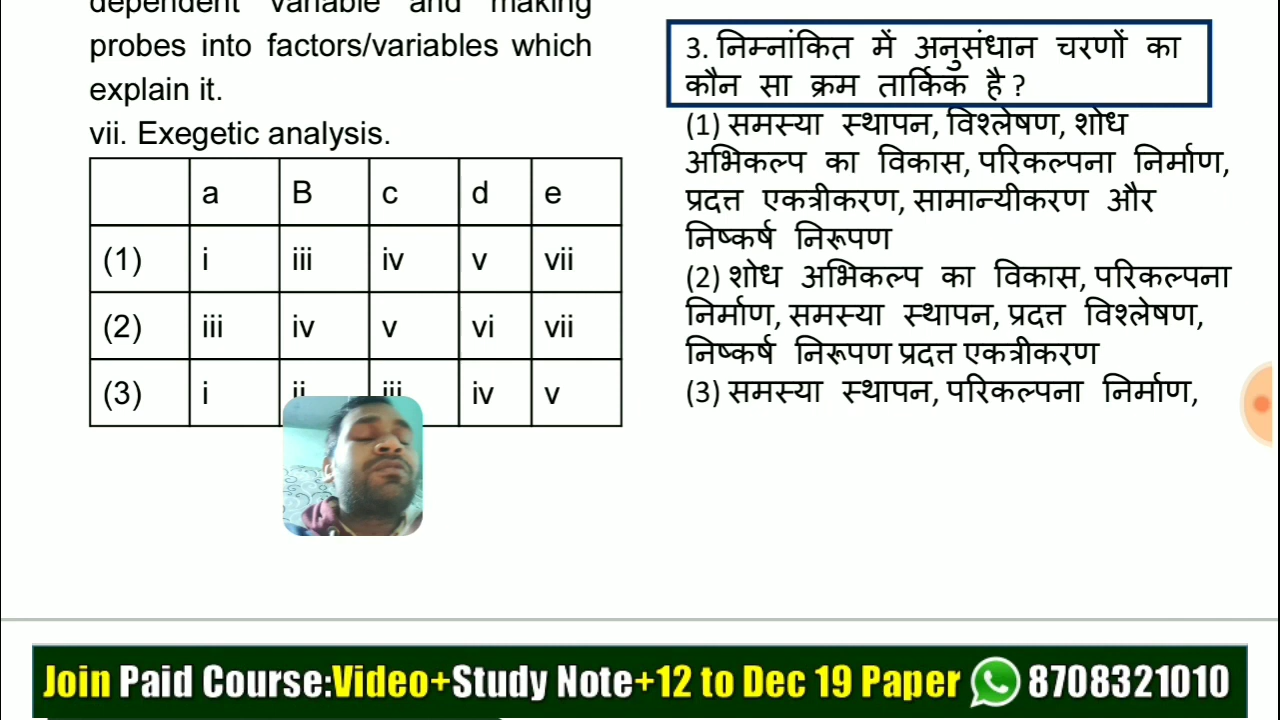 dependent variable and making
probes into factors/variables which
explain it.
vii. Exegetic analysis.
a B c d e
(1) i iii iv v vii
(2) iii iv v vi vii
(3) i ii iii iv v
3. निम्नांकित में अनुसंधान चरणों का
कौन सा क्रम तार्किक है ?
(1) समस्या स्थापन, विश्लेषण, शोध
अभिकल्प का विकास, परिकल्पना निर्माण,
प्रदत्त एकत्रीकरण, सामान्यीकरण और
निष्कर्ष निरूपण
(2) शोध अभिकल्प का विकास, परिकल्पना
निर्माण, समस्या स्थापन, प्रदत्त विश्लेषण,
निष्कर्ष निरूपण प्रदत्त एकत्रीकरण
(3) समस्या स्थापन, परिकल्पना निर्माण,
Join Paid Course:Video+Study Note+12 to Dec 19 Paper 8708321010